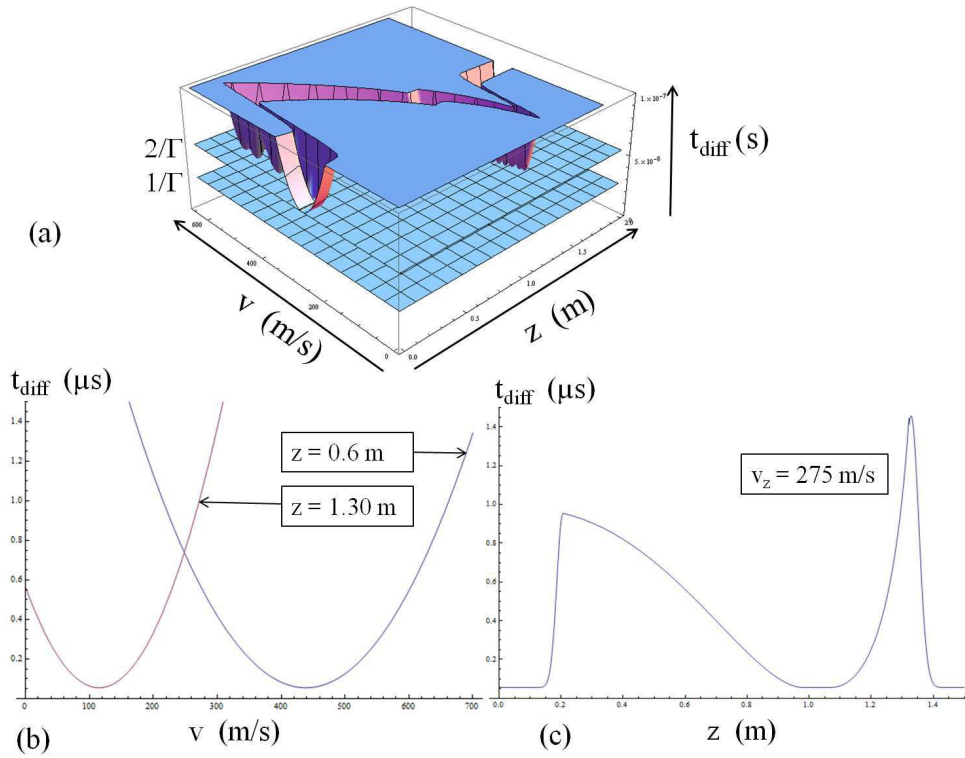 1.×10⁻⁷
t_diff (s)
2/Γ
5.×10⁻⁸
1/Γ
(a)
600
400
200
0
v (m/s)
0.0
0.5
1.0
1.5
2.0
z (m)
t_diff (μs)
1.4
1.2
1.0
0.8
0.6
0.4
0.2
z = 0.6 m
z = 1.30 m
0 100 200 300 400 500 600 700
(b) v (m/s)
t_diff (μs)
1.4
1.2
1.0
0.8
0.6
0.4
0.2
v_z = 275 m/s
0.0 0.2 0.4 0.6 0.8 1.0 1.2 1.4
(c) z (m)